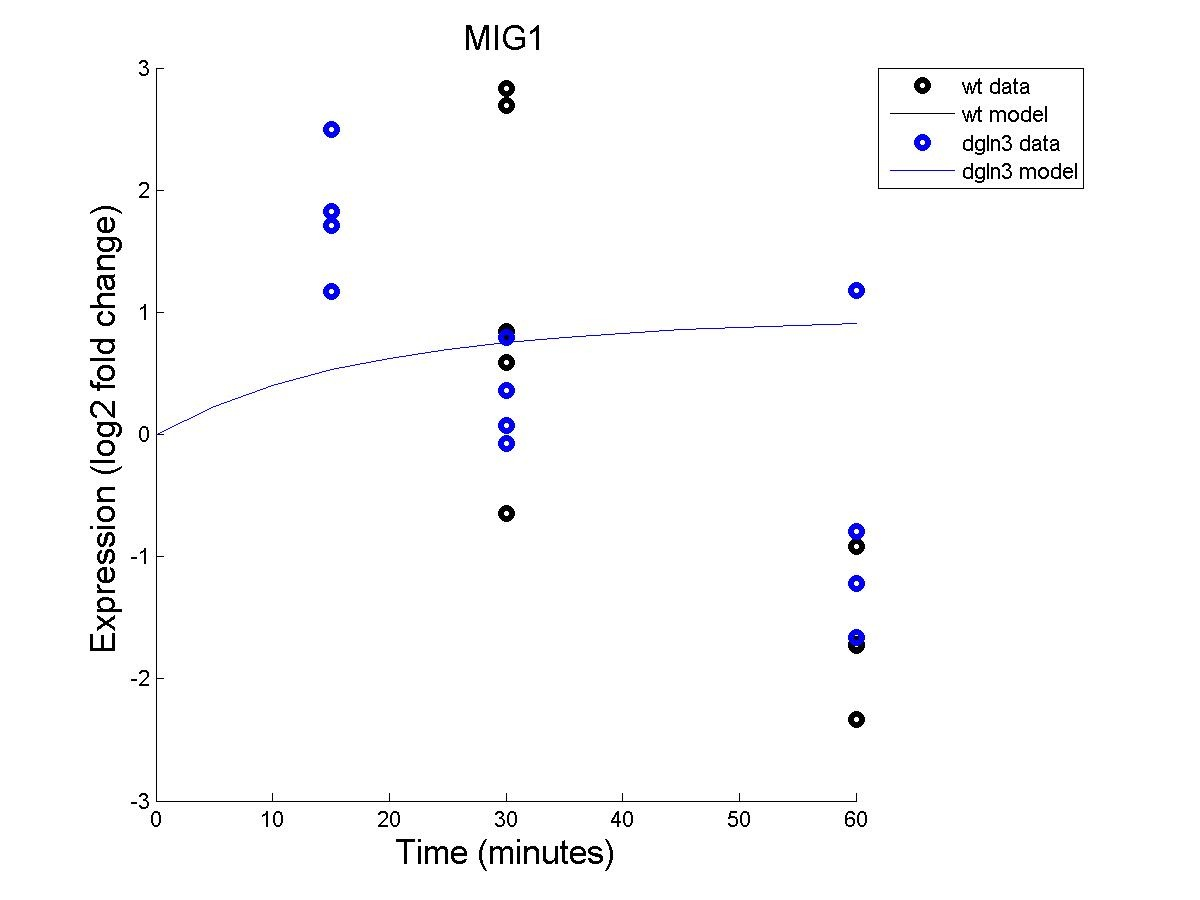 MIG1
3
2
1
0
-1
-2
-3
Expression (log2 fold change)
0 10 20 30 40 50 60
Time (minutes)
wt data
wt model
dgln3 data
dgln3 model